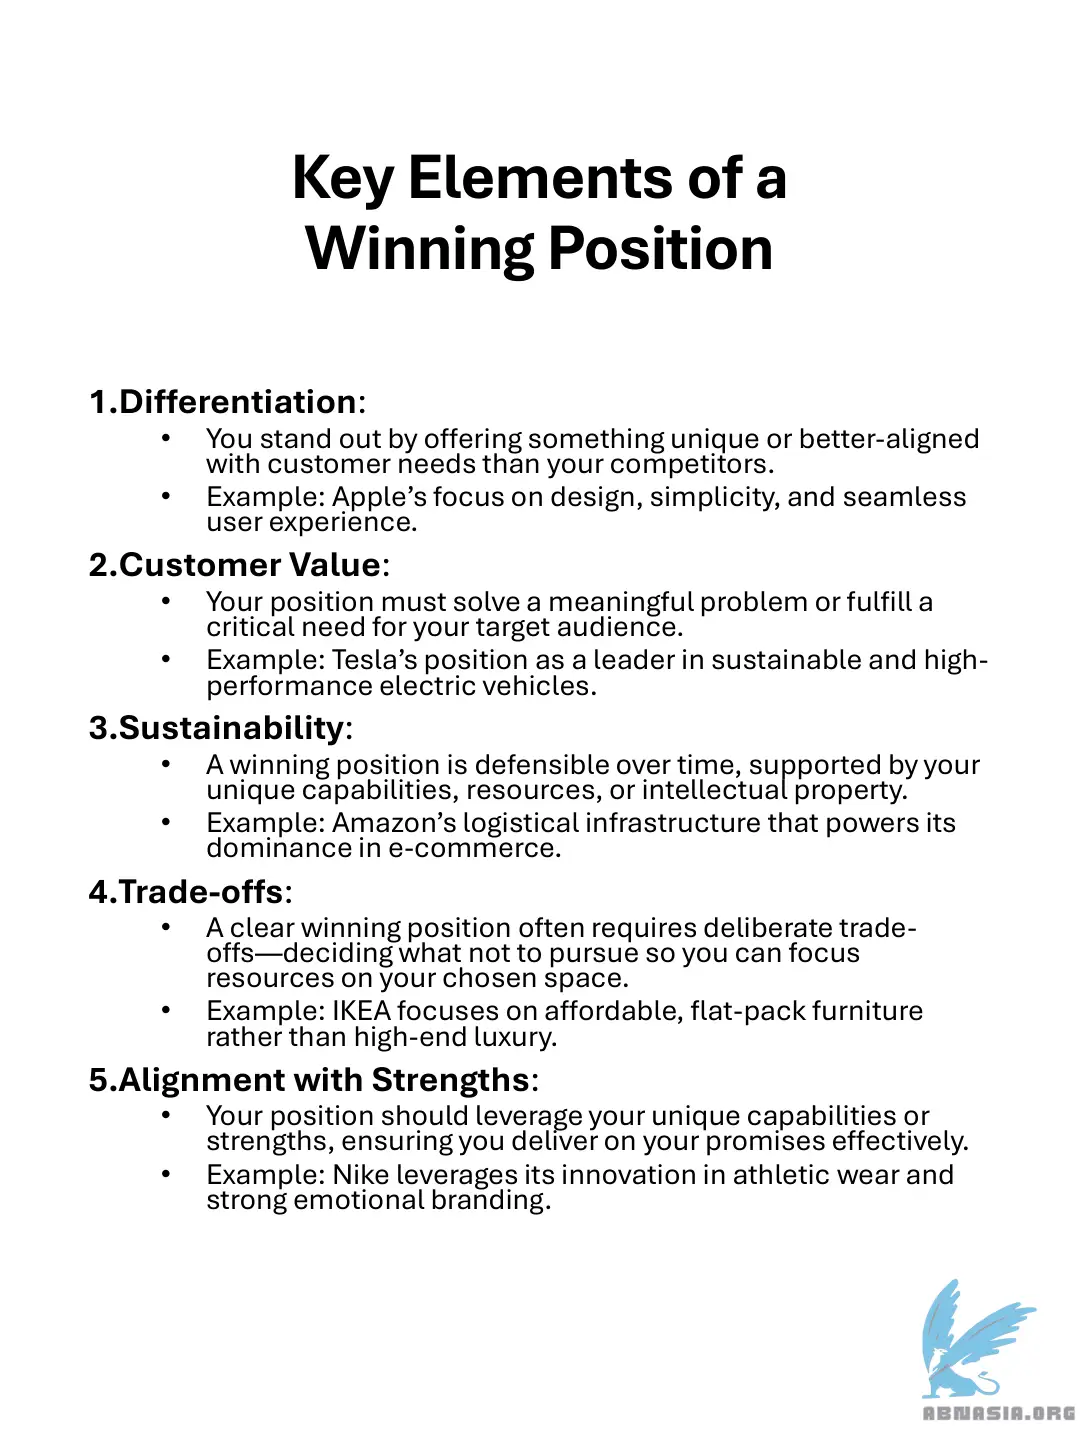 Key Elements of a
Winning Position
1.Differentiation:
• You stand out by offering something unique or better-aligned
with customer needs than your competitors.
• Example: Apple’s focus on design, simplicity, and seamless
user experience.
2.Customer Value:
• Your position must solve a meaningful problem or fulfill a
critical need for your target audience.
• Example: Tesla’s position as a leader in sustainable and high-
performance electric vehicles.
3.Sustainability:
• A winning position is defensible over time, supported by your
unique capabilities, resources, or intellectual property.
• Example: Amazon’s logistical infrastructure that powers its
dominance in e-commerce.
4.Trade-offs:
• A clear winning position often requires deliberate trade-
offs—deciding what not to pursue so you can focus
resources on your chosen space.
• Example: IKEA focuses on affordable, flat-pack furniture
rather than high-end luxury.
5.Alignment with Strengths:
• Your position should leverage your unique capabilities or
strengths, ensuring you deliver on your promises effectively.
• Example: Nike leverages its innovation in athletic wear and
strong emotional branding.
ABNASIA.ORG